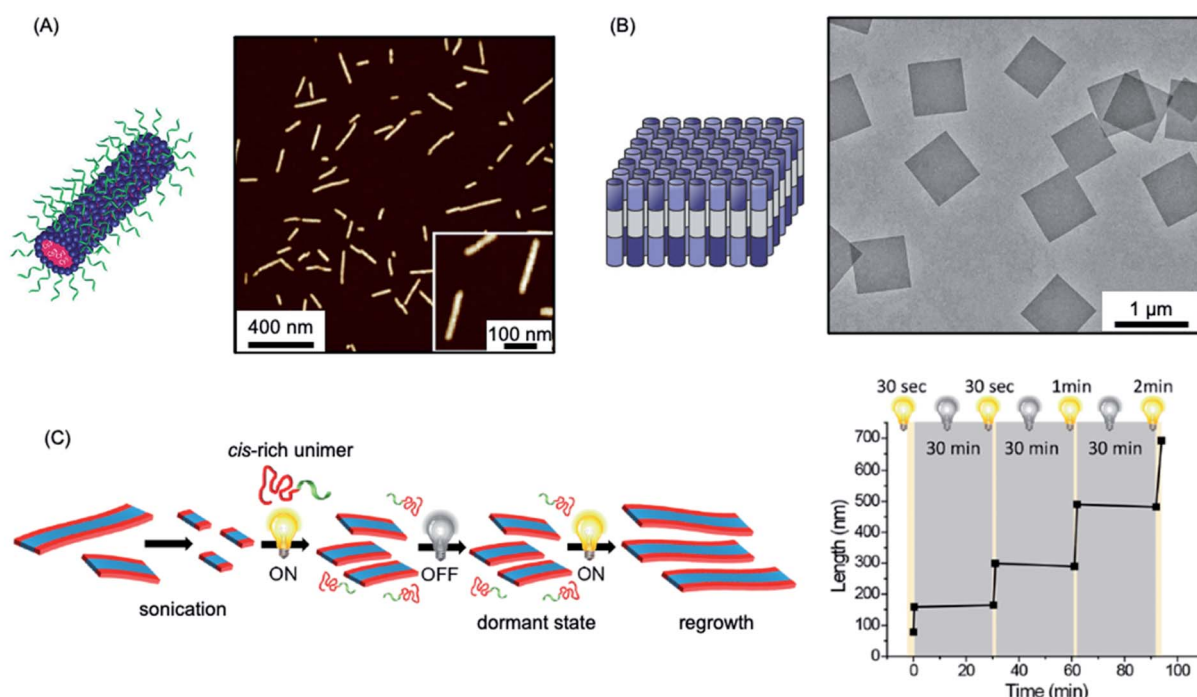 (A)
400 nm
100 nm
(B)
1 µm
(C)
cis-rich unimer
ON
OFF
ON
sonication
dormant state
regrowth
30 sec
30 sec
1min
2min
30 min
30 min
30 min
Length (nm)
700
600
500
400
300
200
100
0
0
20
40
60
80
100
Time (min)